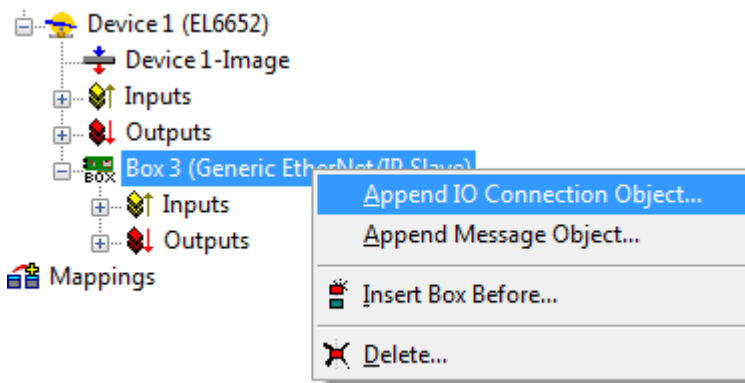 Device 1 (EL6652)
Device 1-Image
Inputs
Outputs
Box 3 (Generic EtherNet/IP Slave)
BOX
Inputs
Outputs
Mappings
Append IO Connection Object...
Append Message Object...
Insert Box Before...
Delete...